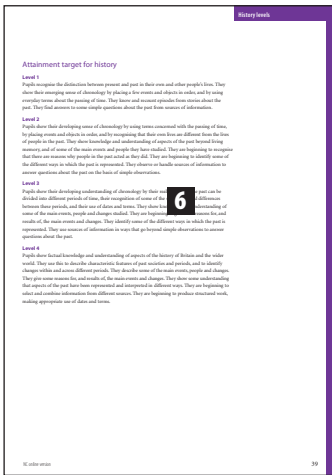 History levels
Attainment target for history
Level 1
Pupils recognise the distinction between present and past in their own and other people's lives. They
show their emerging sense of chronology by placing a few events and objects in order, and by using
everyday terms about the passing of time. They know and recount episodes from stories about the
past. They find answers to some simple questions about the past from sources of information.
Level 2
Pupils show their developing sense of chronology by using terms concerned with the passing of time,
by placing events and objects in order, and by recognising that their own lives are different from the lives
of people in the past. They show knowledge and understanding of aspects of the past beyond living
memory, and of some of the main events and people they have studied. They are beginning to recognise
that there are reasons why people in the past acted as they did. They are beginning to identify some of
the different ways in which the past is represented. They observe or handle sources of information to
answer questions about the past on the basis of simple observations.
Level 3
Pupils show their developing understanding of chronology by their the past can be
divided into different periods of time, their recognition of some of the differences
between these periods, and their use of dates and terms. They show understanding of
some of the main events, people and changes studied. They are beginning reasons for, and
results of, the main events and changes. They identify some of the different ways in which the past is
represented. They use sources of information in ways that go beyond simple observations to answer
questions about the past.
6
Level 4
Pupils show factual knowledge and understanding of aspects of the history of Britain and the wider
world. They use this to describe characteristic features of past societies and periods, and to identify
changes within and across different periods. They describe some of the main events, people and changes.
They give some reasons for, and results of, the main events and changes. They show some understanding
that aspects of the past have been represented and interpreted in different ways. They are beginning to
select and combine information from different sources. They are beginning to produce structured work,
making appropriate use of dates and terms.
NC online version
39